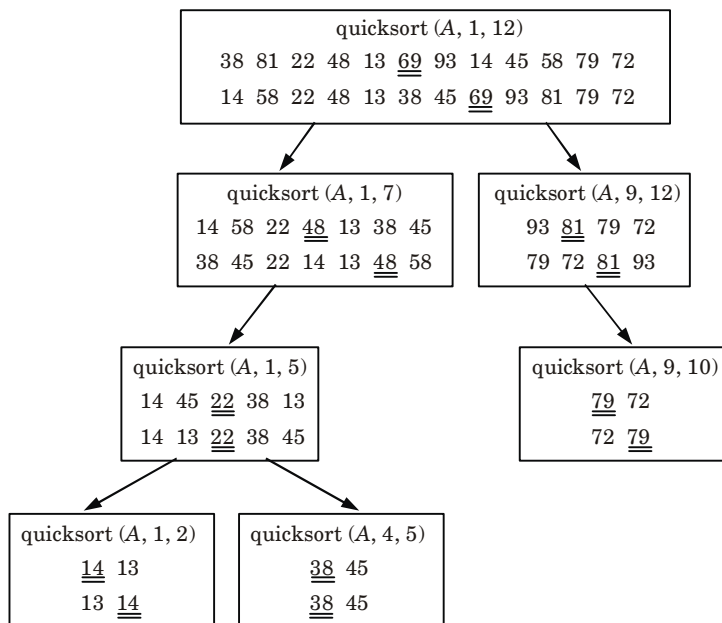 quicksort (A, 1, 12)
38 81 22 48 13 69 93 14 45 58 79 72
14 58 22 48 13 38 45 69 93 81 79 72
quicksort (A, 1, 7)
14 58 22 48 13 38 45
38 45 22 14 13 48 58
quicksort (A, 9, 12)
93 81 79 72
79 72 81 93
quicksort (A, 1, 5)
14 45 22 38 13
14 13 22 38 45
quicksort (A, 9, 10)
79 72
72 79
quicksort (A, 1, 2)
14 13
13 14
quicksort (A, 4, 5)
38 45
38 45